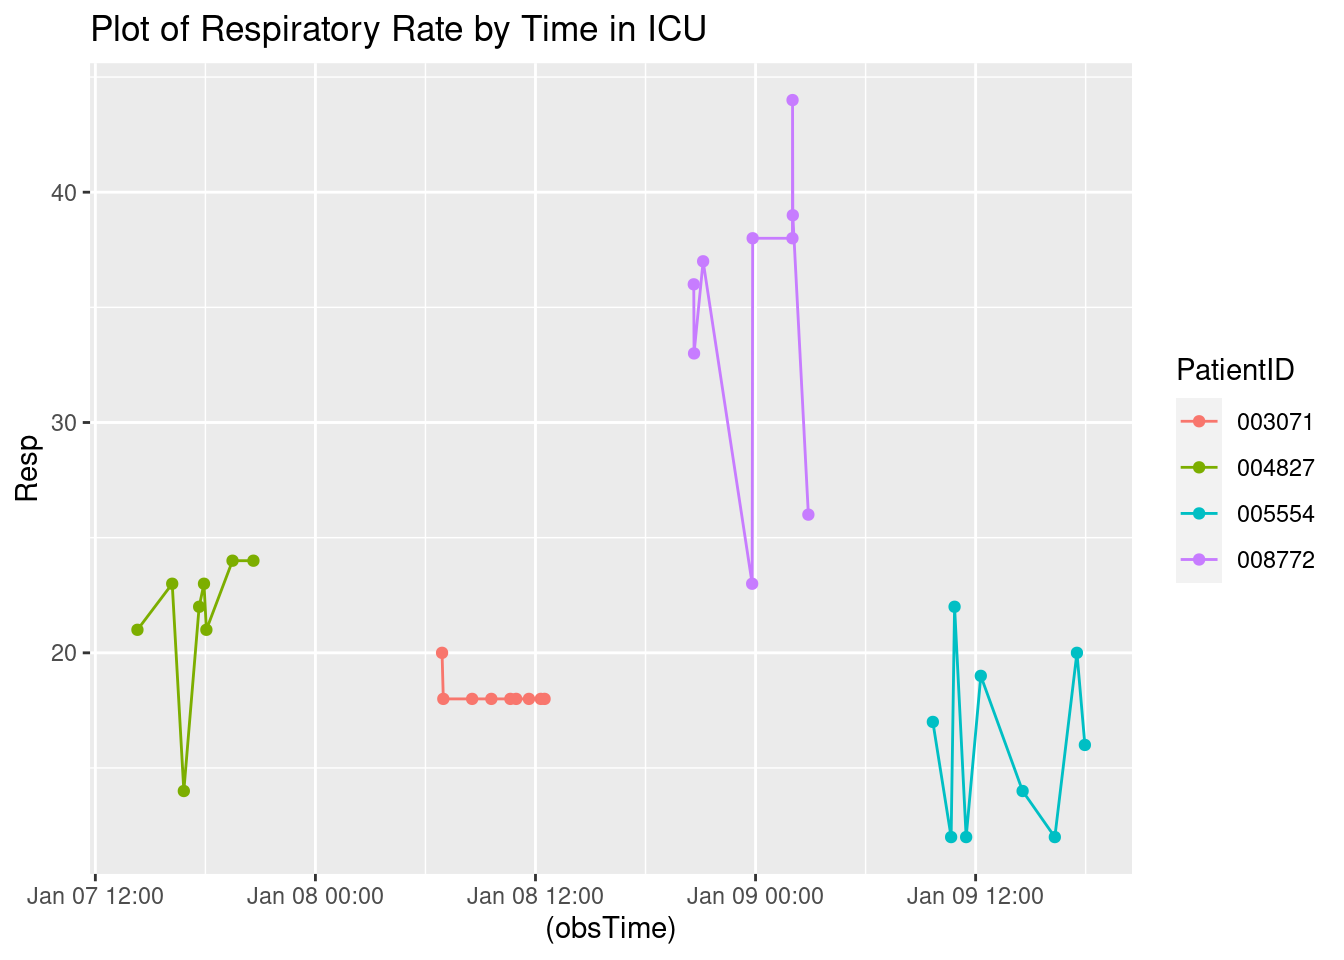 Plot of Respiratory Rate by Time in ICU
40
30
20
Resp
Jan 07 12:00
Jan 08 00:00
Jan 08 12:00
Jan 09 00:00
Jan 09 12:00
(obsTime)
PatientID
003071
004827
005554
008772